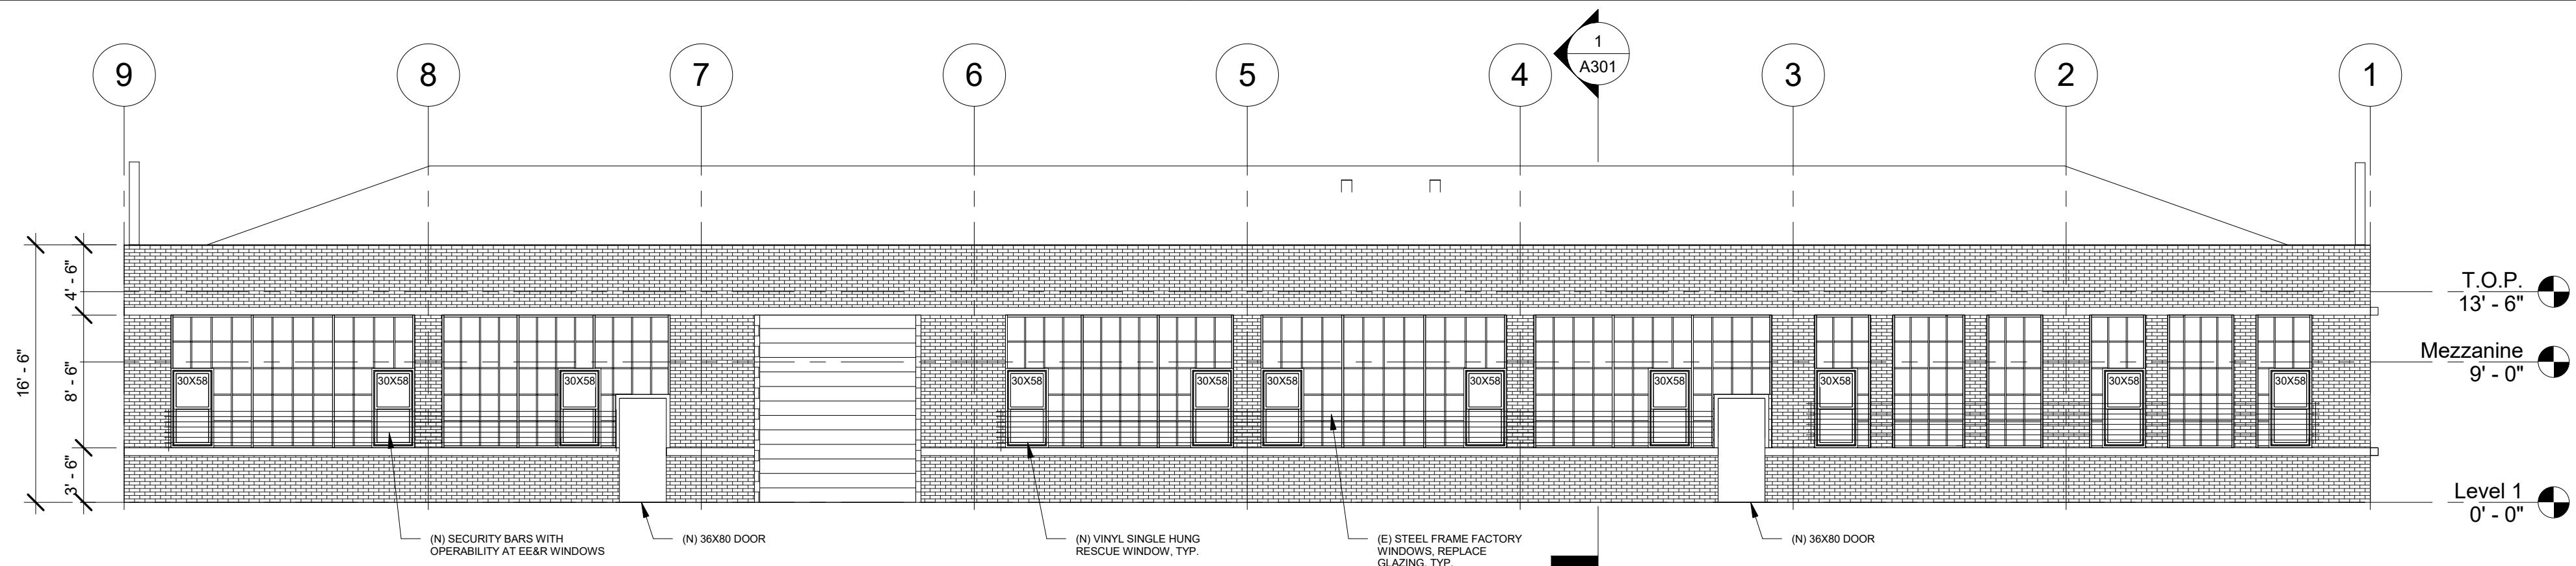 9
8
7
6
5
4
1
A301
3
2
1
T.O.P.
13' - 6"
Mezzanine
9' - 0"
Level 1
0' - 0"
16' - 6"
4' - 6"
8' - 6"
3' - 6"
30X58
30X58
30X58
30X58
30X58
30X58
30X58
30X58
30X58
30X58
30X58
(N) SECURITY BARS WITH
OPERABILITY AT EE&R WINDOWS
(N) 36X80 DOOR
(N) VINYL SINGLE HUNG
RESCUE WINDOW, TYP.
(E) STEEL FRAME FACTORY
WINDOWS, REPLACE
GLAZING, TYP.
(N) 36X80 DOOR